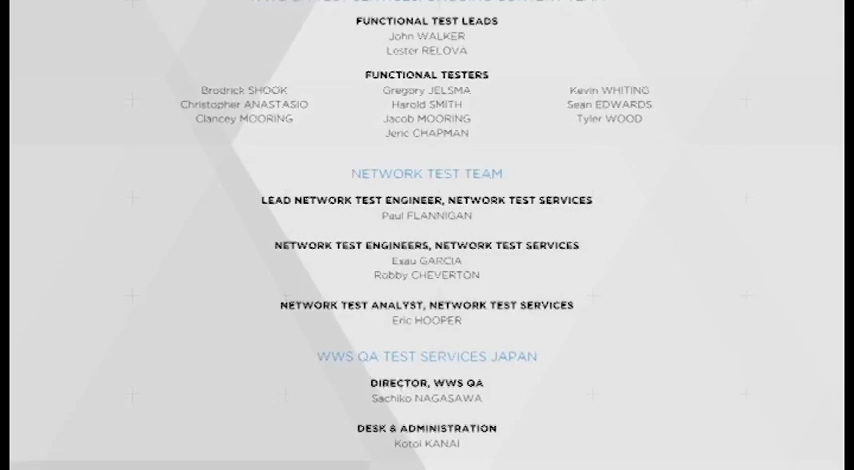 FUNCTIONAL TEST LEADS
John WALKER
Lester RELOVA
FUNCTIONAL TESTERS
Brodrick SHOOK Gregory JELSMA Kevin WHITING
Christopher ANASTASIO Harold SMITH Sean EDWARDS
Clancey MOORING Jacob MOORING Tyler WOOD
Jeric CHAPMAN
NETWORK TEST TEAM
LEAD NETWORK TEST ENGINEER, NETWORK TEST SERVICES
Paul FLANNIGAN
NETWORK TEST ENGINEERS, NETWORK TEST SERVICES
Esau GARCIA
Robby CHEVERTON
NETWORK TEST ANALYST, NETWORK TEST SERVICES
Eric HOOPER
WWS QA TEST SERVICES JAPAN
DIRECTOR, WWS QA
Sachiko NAGASAWA
DESK & ADMINISTRATION
Kotoi KANAI